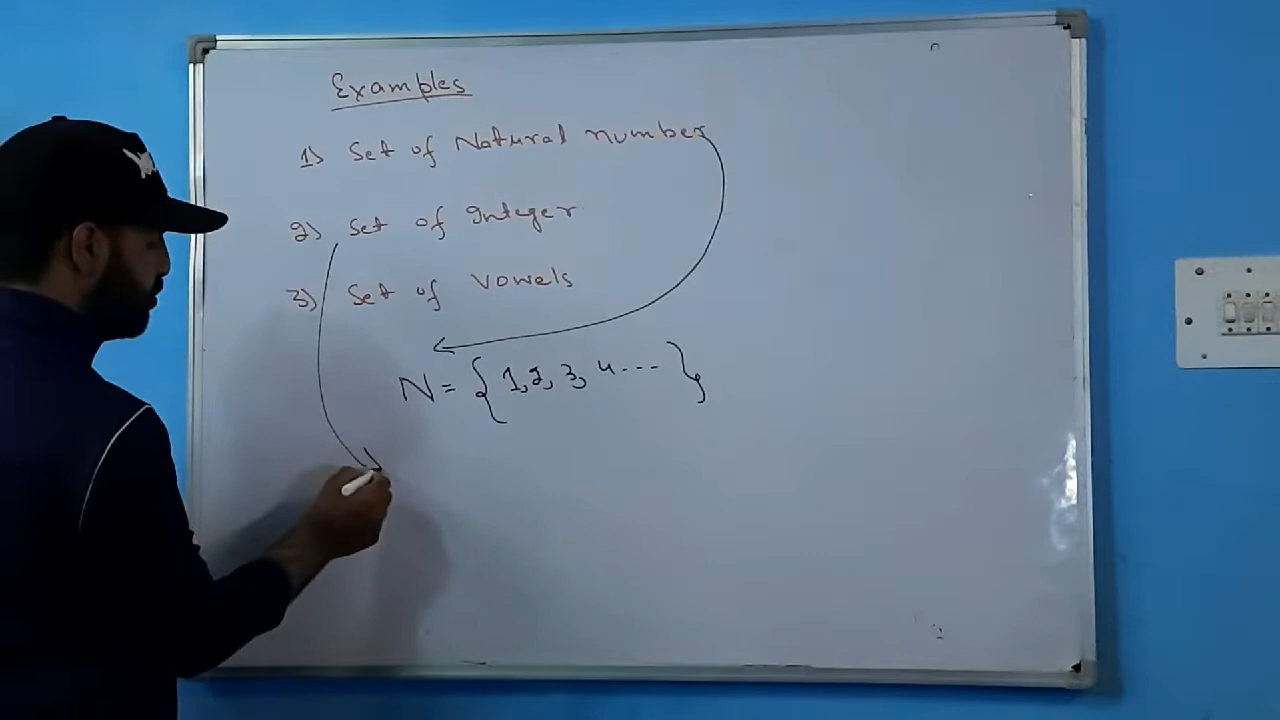 Examples
1) Set of Natural number
2) Set of Integer
3) Set of Vowels
N = { 1, 2, 3, 4 --- }